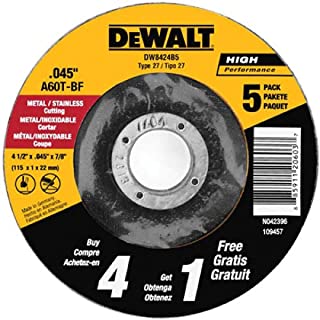 DEWALT
DW8424B5
Type 27 / Tipo 27
HIGH
Performance
.045"
A60T-BF
METAL / STAINLESS
Cutting
METAL/INOXIDABLE
Cortar
MÉTAL/INOXYDABLE
Coupe
4 1/2" x .045" x 7/8"
(115 x 1 x 22 mm)
5 PACK
PAKETE
PAQUET
Made in Germany
Buy
Compre
Achetez-en
4
Get
Obtenga
Obtenez
1
Free
Gratis
Gratuit
N042396
109457